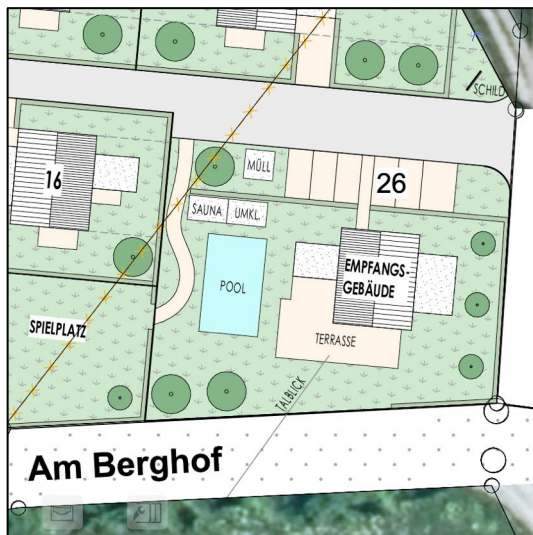 SCHILD
16
MÜLL
26
SAUNA
UMKL.
EMPFANGS-
GEBÄUDE
POOL
SPIELPLATZ
TERRASSE
TALBLICK
Am Berghof